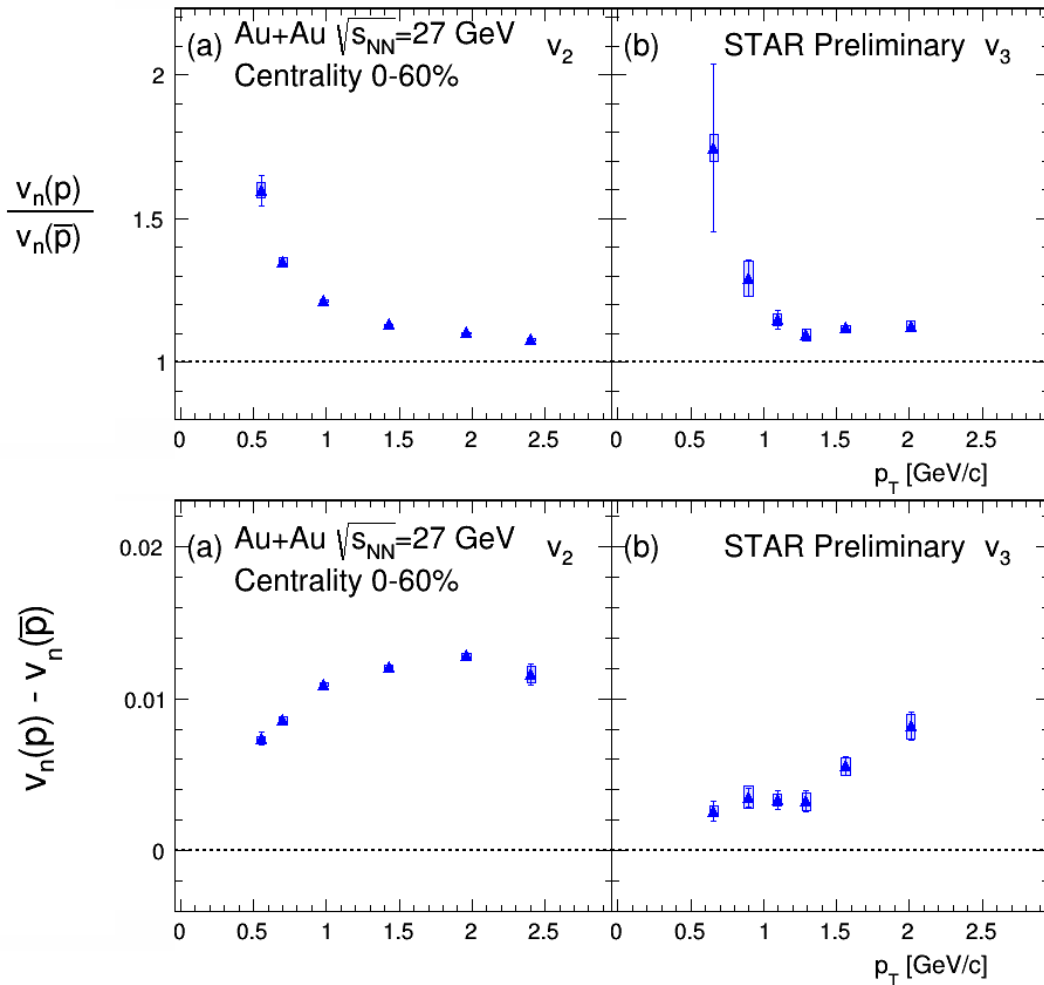 (a) Au+Au √sNN=27 GeV v2
Centrality 0-60%
(b) STAR Preliminary v3
vn(p)
vn(p̅)
2
1.5
1
0 0.5 1 1.5 2 2.5 0 0.5 1 1.5 2 2.5
pT [GeV/c]
(a) Au+Au √sNN=27 GeV v2
Centrality 0-60%
(b) STAR Preliminary v3
vn(p) - vn(p̅)
0.02
0.01
0
0 0.5 1 1.5 2 2.5 0 0.5 1 1.5 2 2.5
pT [GeV/c]